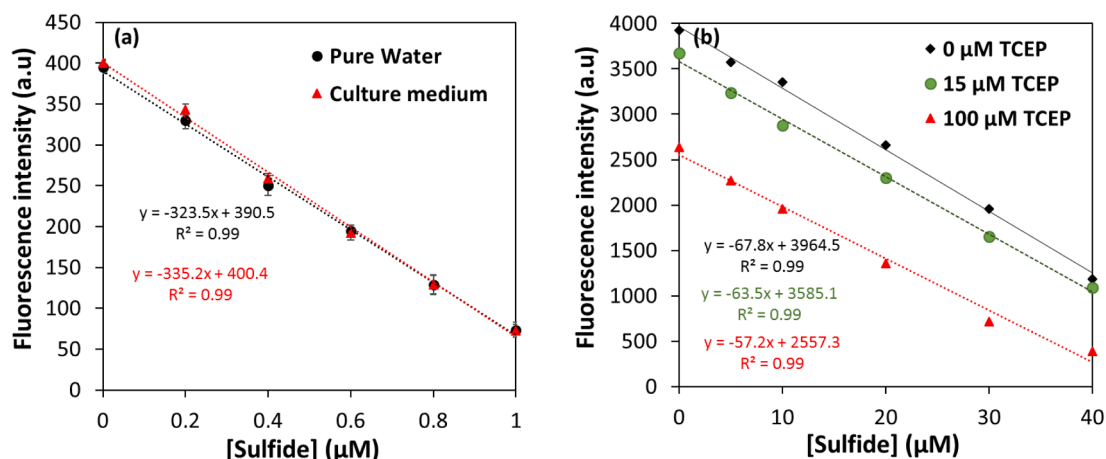 (a)
Fluorescence intensity (a.u)
450
400
350
300
250
200
150
100
50
0
Pure Water
Culture medium
y = -323.5x + 390.5
R² = 0.99
y = -335.2x + 400.4
R² = 0.99
0 0.2 0.4 0.6 0.8 1
[Sulfide] (μM)
(b)
Fluorescence intensity (a.u)
4000
3500
3000
2500
2000
1500
1000
500
0
0 μM TCEP
15 μM TCEP
100 μM TCEP
y = -67.8x + 3964.5
R² = 0.99
y = -63.5x + 3585.1
R² = 0.99
y = -57.2x + 2557.3
R² = 0.99
0 10 20 30 40
[Sulfide] (μM)